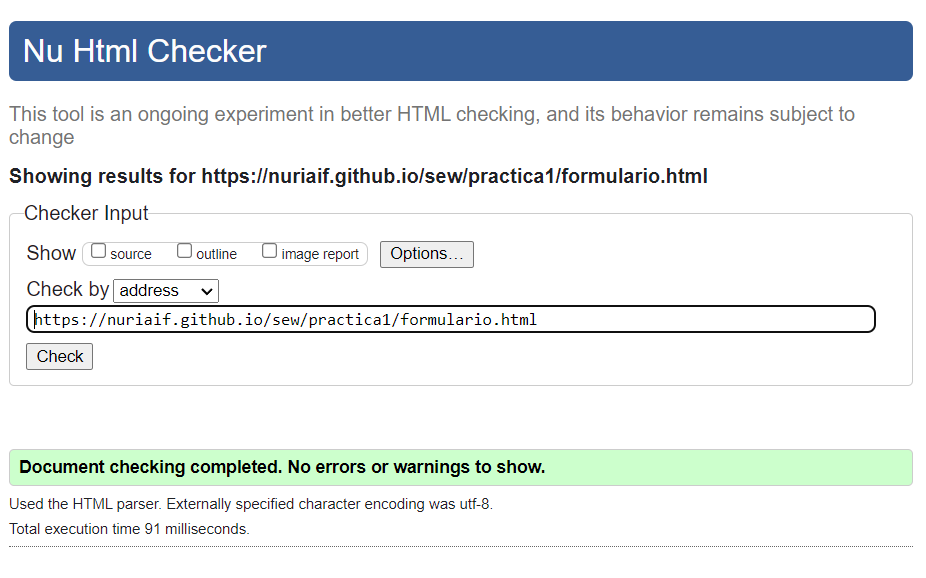 Nu Html Checker
This tool is an ongoing experiment in better HTML checking, and its behavior remains subject to
change
Showing results for https://nuriaif.github.io/sew/practica1/formulario.html
Checker Input
Show source outline image report Options...
Check by address
https://nuriaif.github.io/sew/practica1/formulario.html
Check
Document checking completed. No errors or warnings to show.
Used the HTML parser. Externally specified character encoding was utf-8.
Total execution time 91 milliseconds.